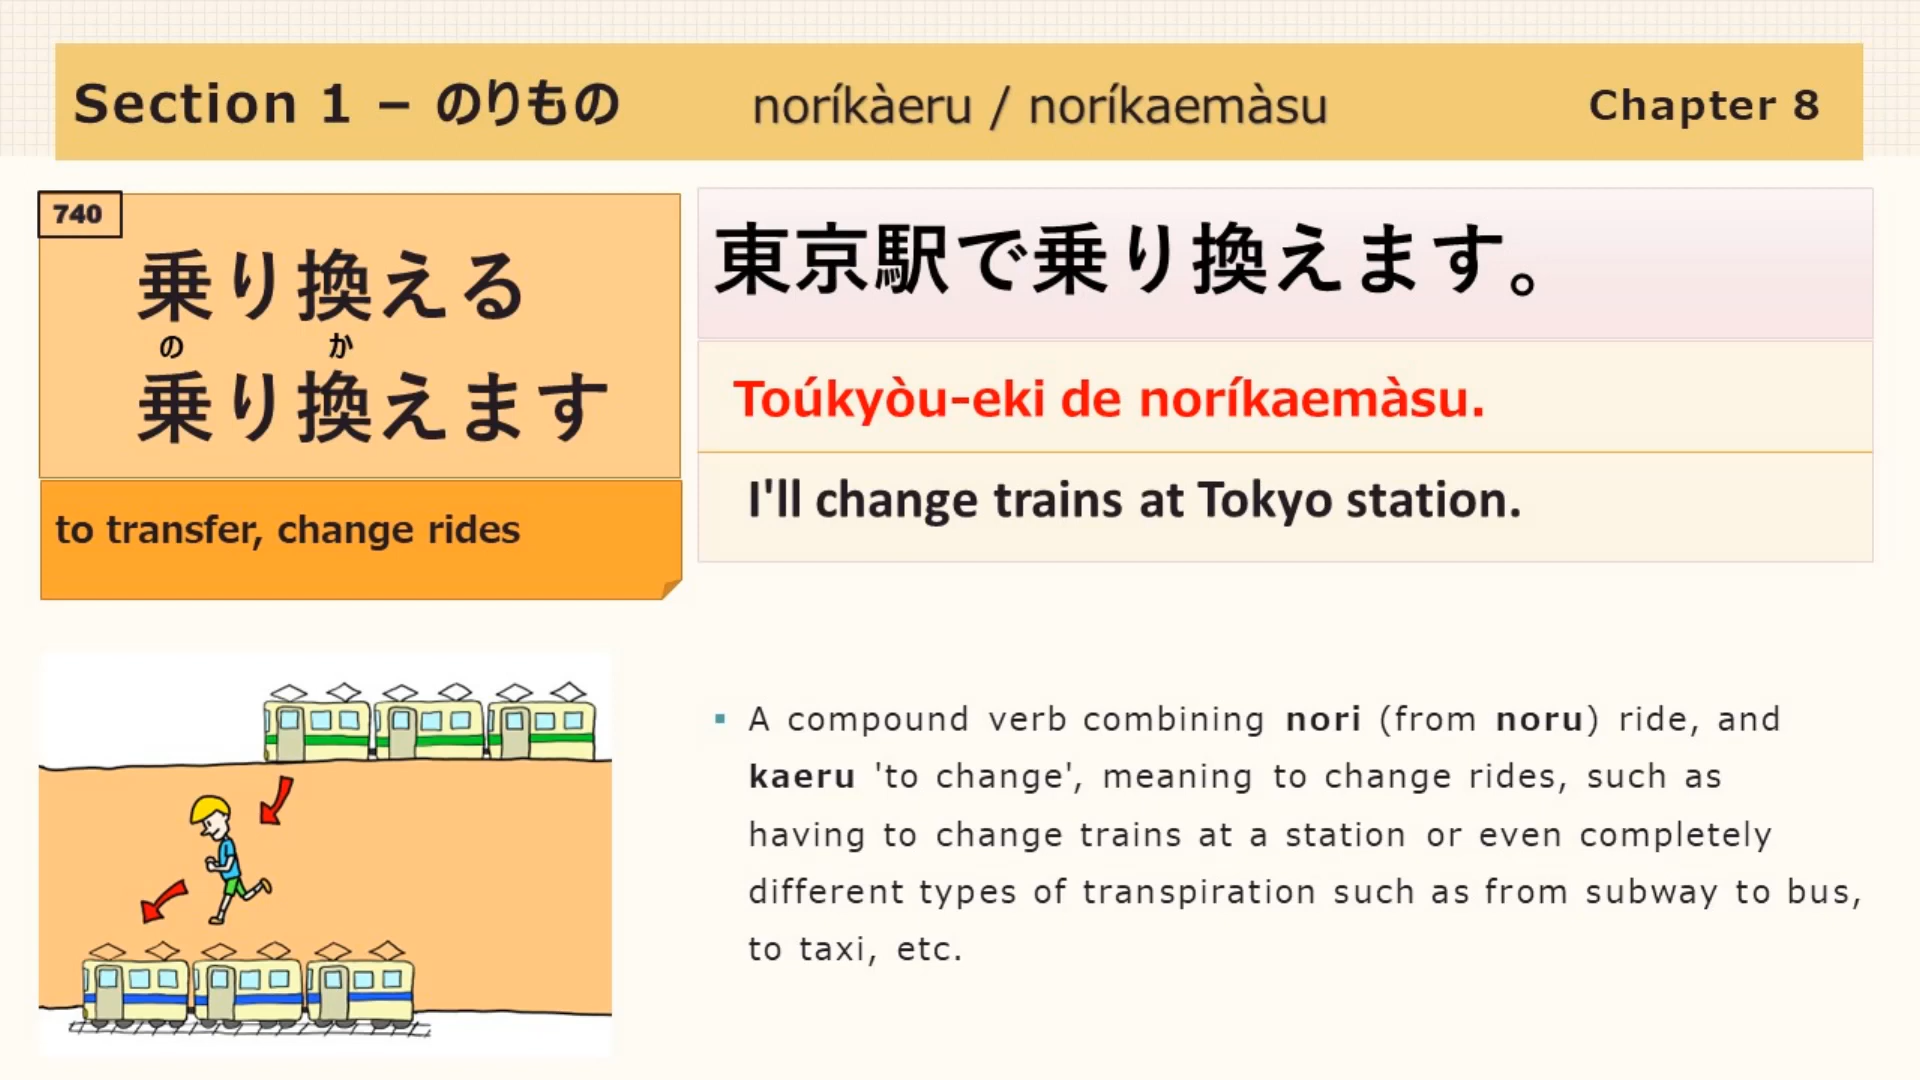 Section 1 – のりもの noríkàeru / noríkaemàsu Chapter 8
740
乗り換える
の か
乗り換えます
to transfer, change rides
東京駅で乗り換えます。
Toúkyòu-eki de noríkaemàsu.
I'll change trains at Tokyo station.
▪ A compound verb combining nori (from noru) ride, and
kaeru 'to change', meaning to change rides, such as
having to change trains at a station or even completely
different types of transpiration such as from subway to bus,
to taxi, etc.